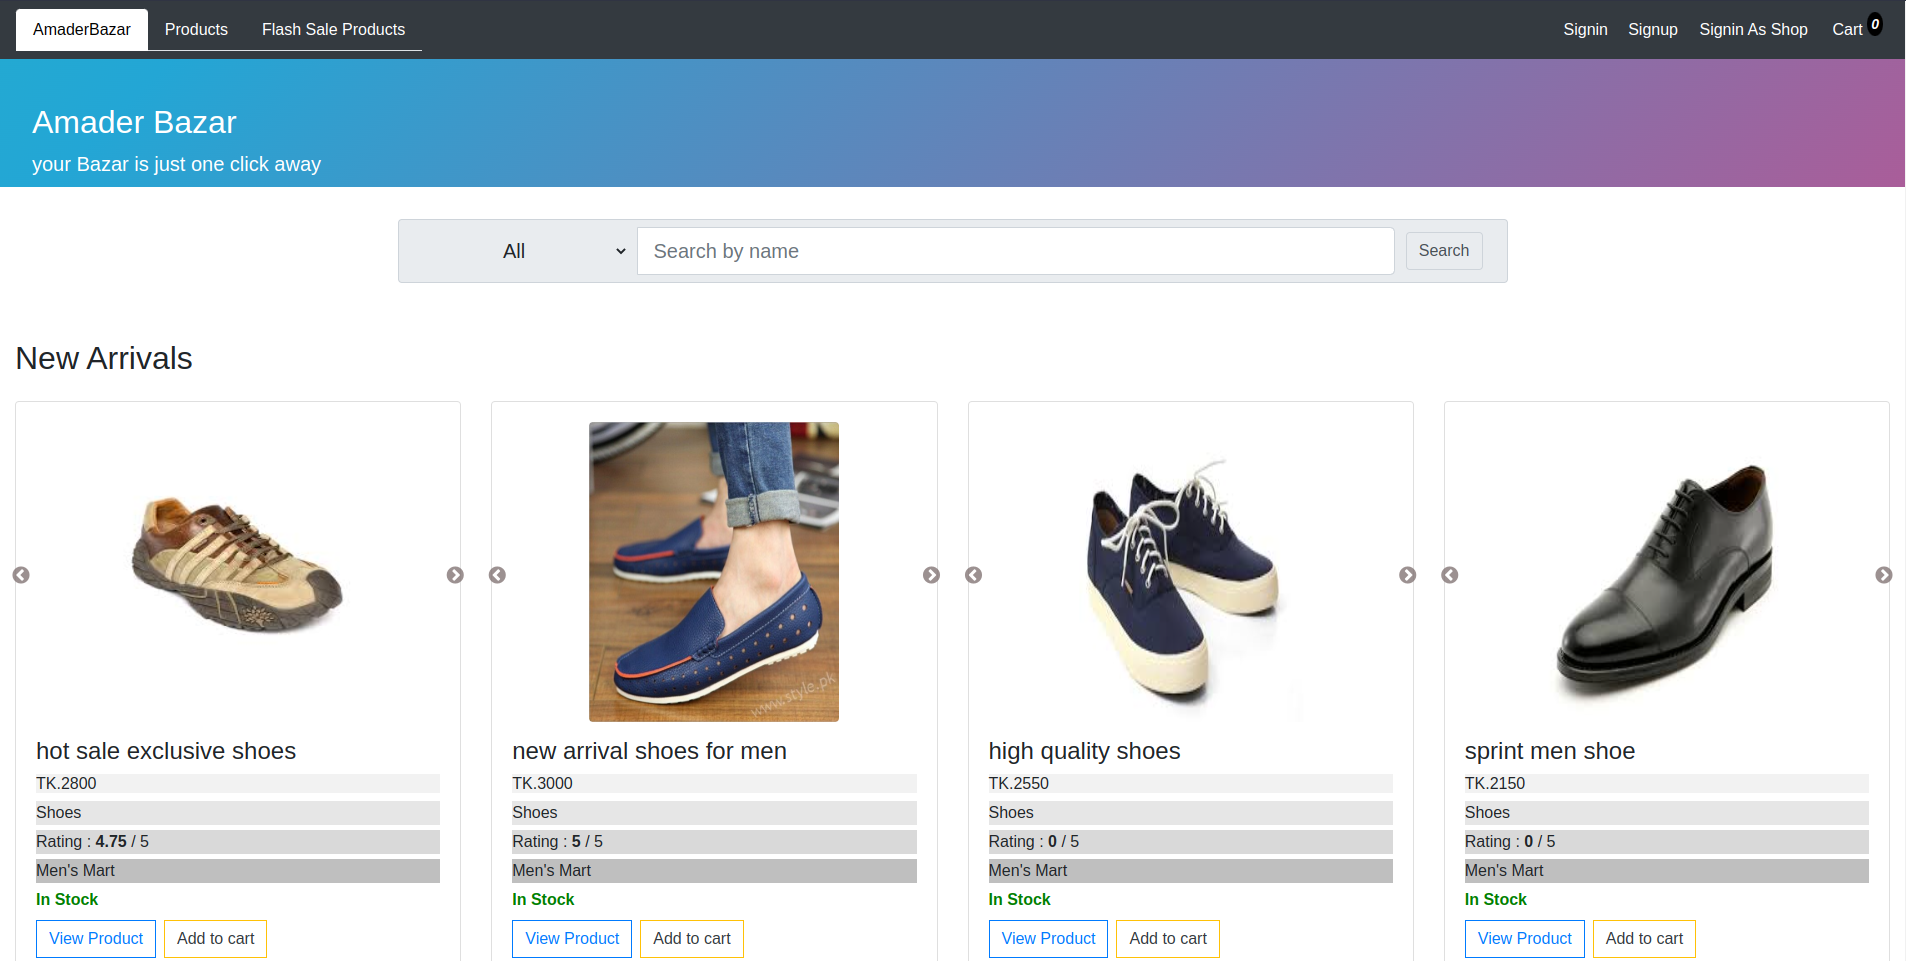 AmaderBazar Products Flash Sale Products Signin Signup Signin As Shop Cart 0
Amader Bazar
your Bazar is just one click away
All Search by name Search
New Arrivals
www.style.pk
hot sale exclusive shoes
TK.2800
Shoes
Rating : 4.75 / 5
Men's Mart
In Stock
View Product Add to cart
new arrival shoes for men
TK.3000
Shoes
Rating : 5 / 5
Men's Mart
In Stock
View Product Add to cart
high quality shoes
TK.2550
Shoes
Rating : 0 / 5
Men's Mart
In Stock
View Product Add to cart
sprint men shoe
TK.2150
Shoes
Rating : 0 / 5
Men's Mart
In Stock
View Product Add to cart